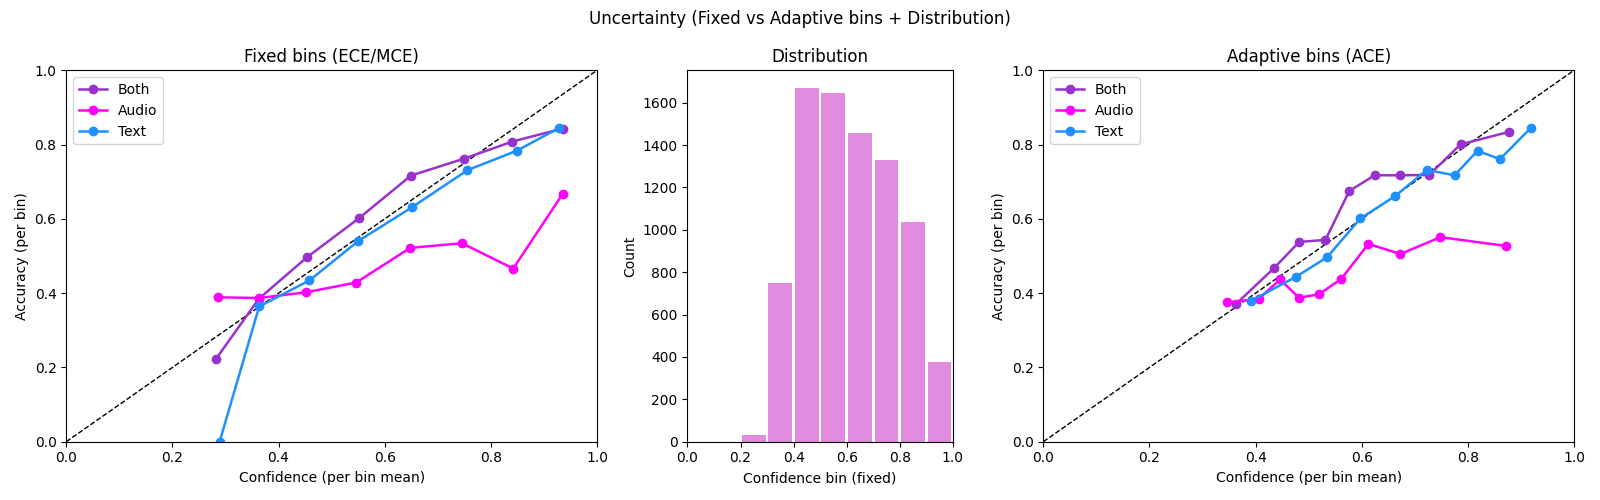 Uncertainty (Fixed vs Adaptive bins + Distribution)
Fixed bins (ECE/MCE)
Both
Audio
Text
1.0
0.8
0.6
0.4
0.2
0.0
Accuracy (per bin)
0.0 0.2 0.4 0.6 0.8 1.0
Confidence (per bin mean)
Distribution
1600
1400
1200
1000
800
600
400
200
0
Count
0.0 0.2 0.4 0.6 0.8 1.0
Confidence bin (fixed)
Adaptive bins (ACE)
Both
Audio
Text
1.0
0.8
0.6
0.4
0.2
0.0
Accuracy (per bin)
0.0 0.2 0.4 0.6 0.8 1.0
Confidence (per bin mean)